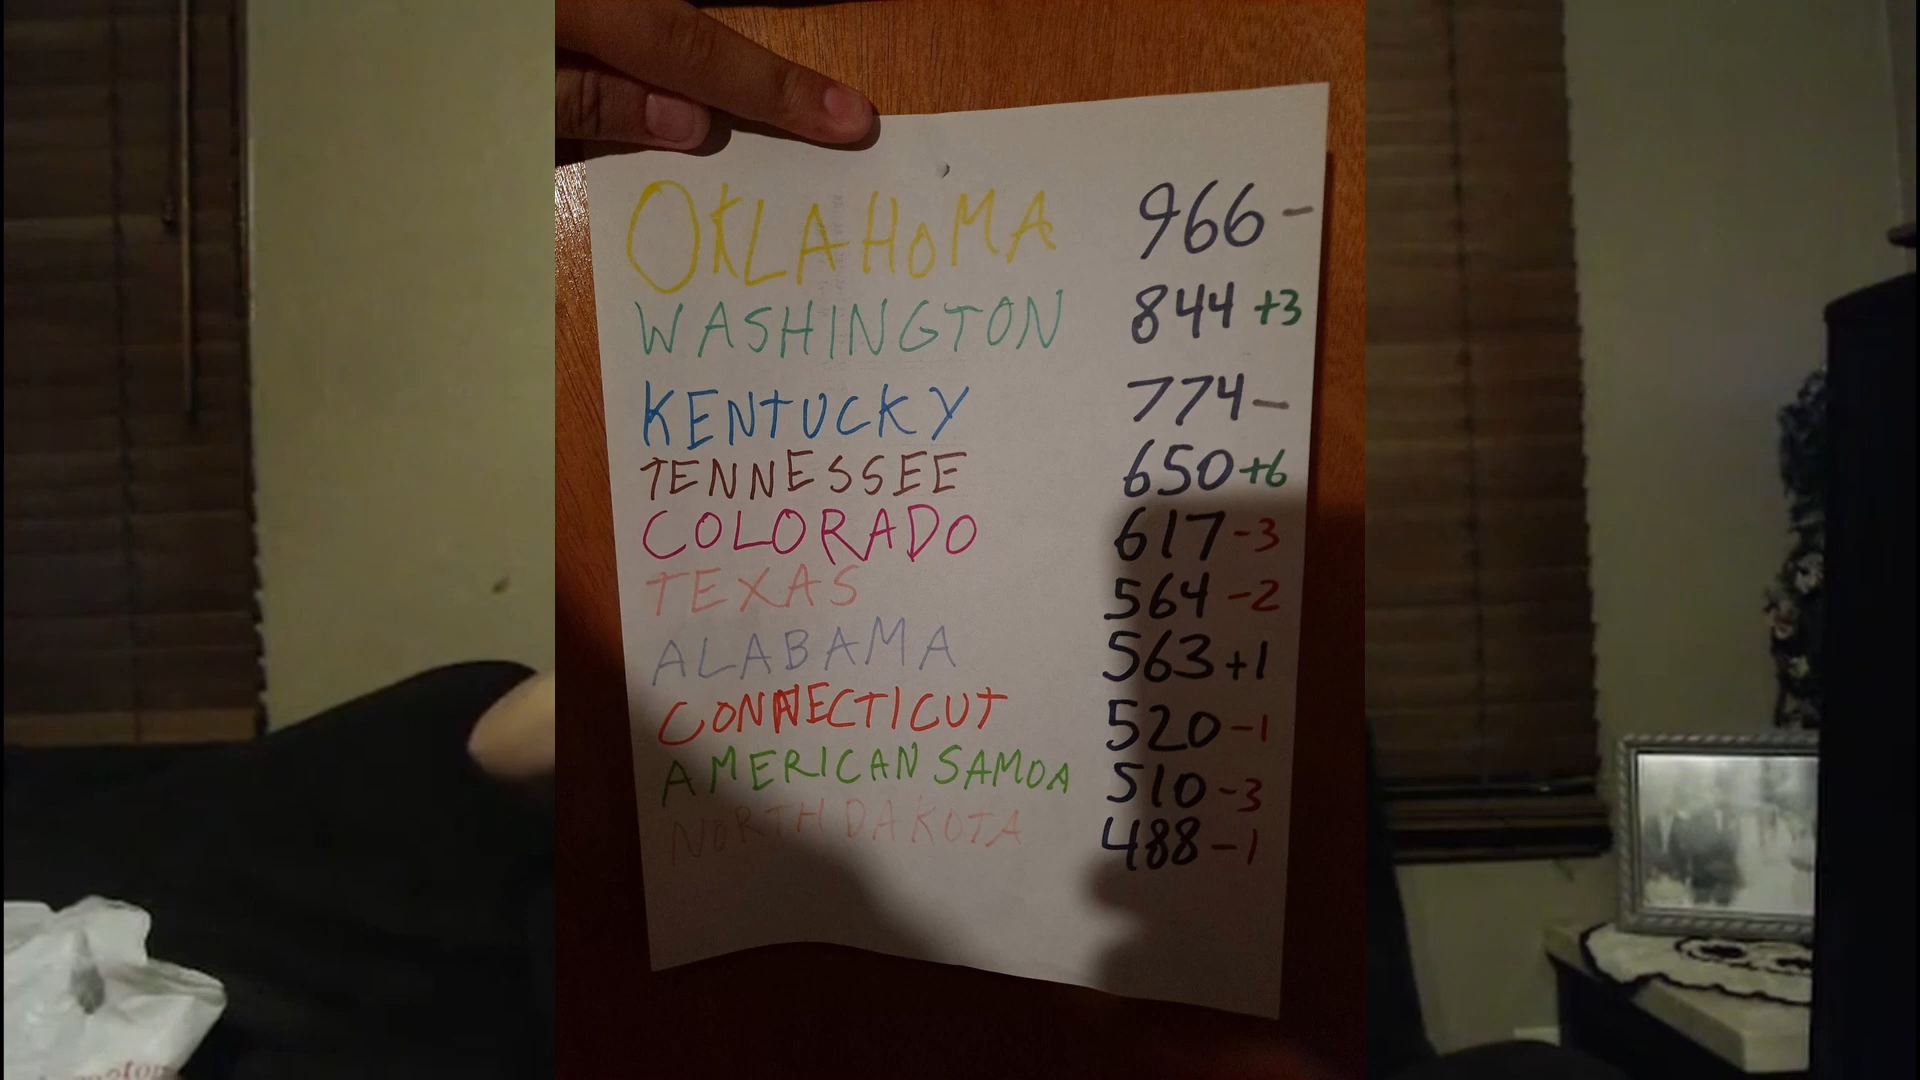 OKLAHOMA 966 -
WASHINGTON 844 +3
KENTUCKY 774 -
TENNESSEE 650 +6
COLORADO 617 -3
TEXAS 564 -2
ALABAMA 563 +1
CONNECTICUT 520 -1
AMERICAN SAMOA 510 -3
NORTH DAKOTA 488 -1